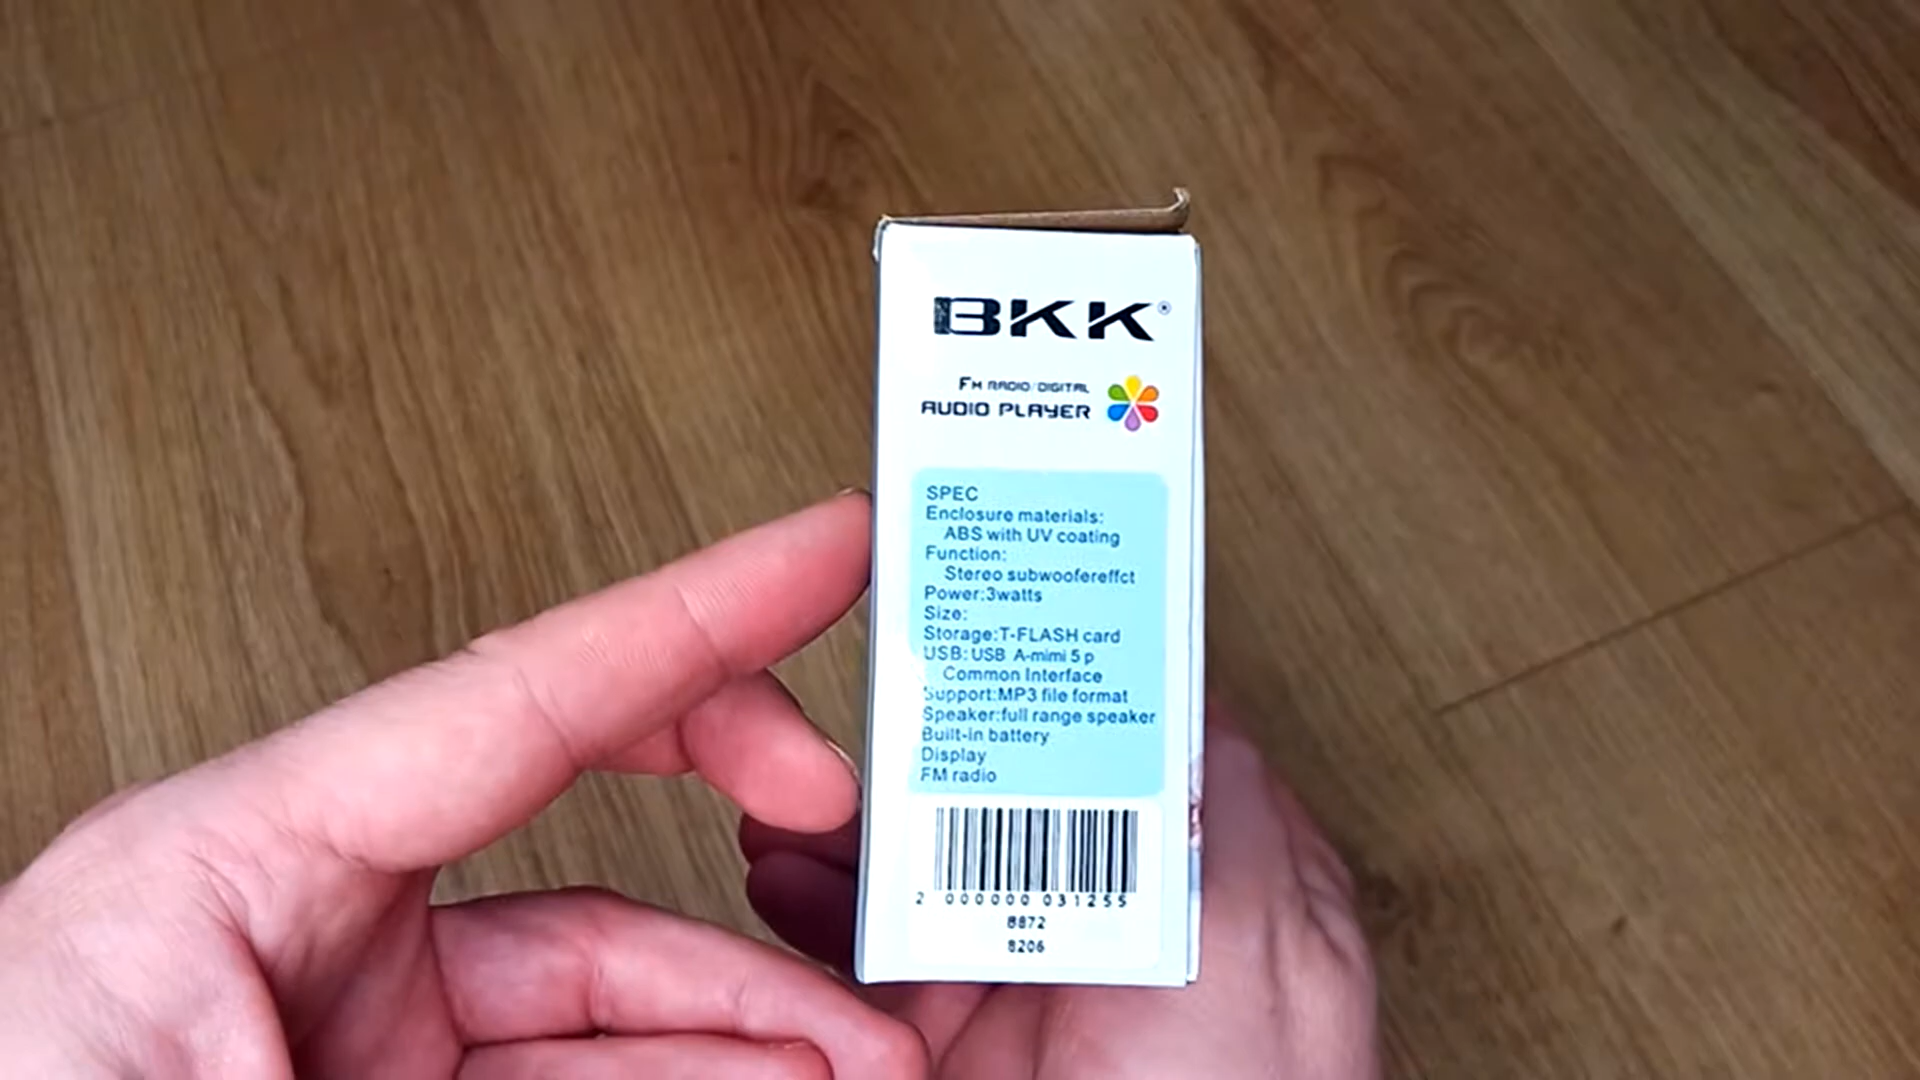 BKK®
FM RADIO/DIGITAL
AUDIO PLAYER
SPEC
Enclosure materials:
ABS with UV coating
Function:
Stereo subwoofereffct
Power:3watts
Size:
Storage:T-FLASH card
USB: USB A-mimi 5 p
Common Interface
Support:MP3 file format
Speaker:full range speaker
Built-in battery
Display
FM radio
2 000000 031255
8872
8206